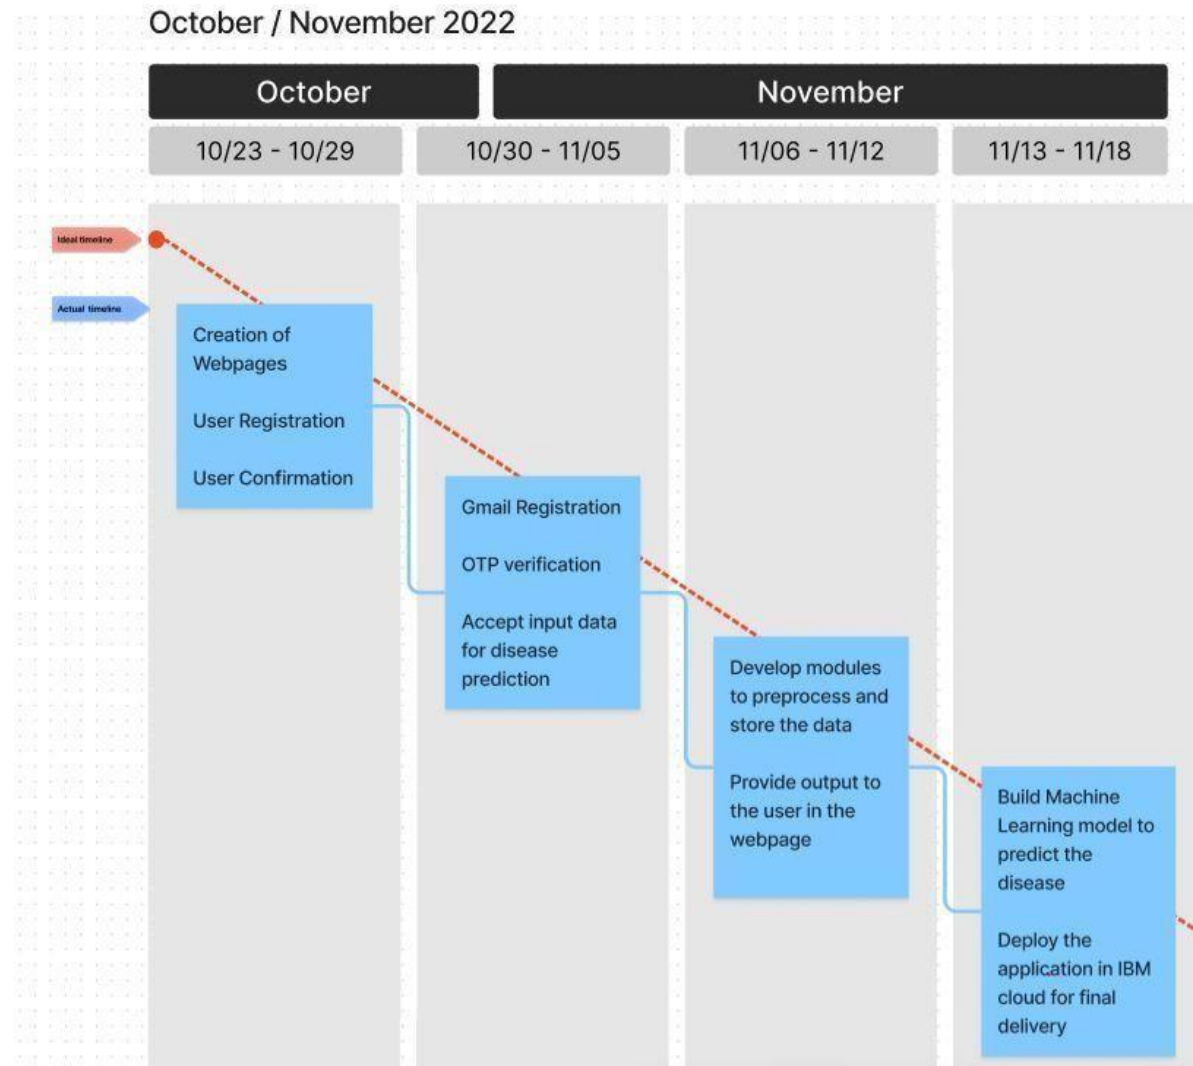 October / November 2022
October
November
10/23 - 10/29
10/30 - 11/05
11/06 - 11/12
11/13 - 11/18
Ideal timeline
Actual timeline
Creation of
Webpages
User Registration
User Confirmation
Gmail Registration
OTP verification
Accept input data
for disease
prediction
Develop modules
to preprocess and
store the data
Provide output to
the user in the
webpage
Build Machine
Learning model to
predict the
disease
Deploy the
application in IBM
cloud for final
delivery